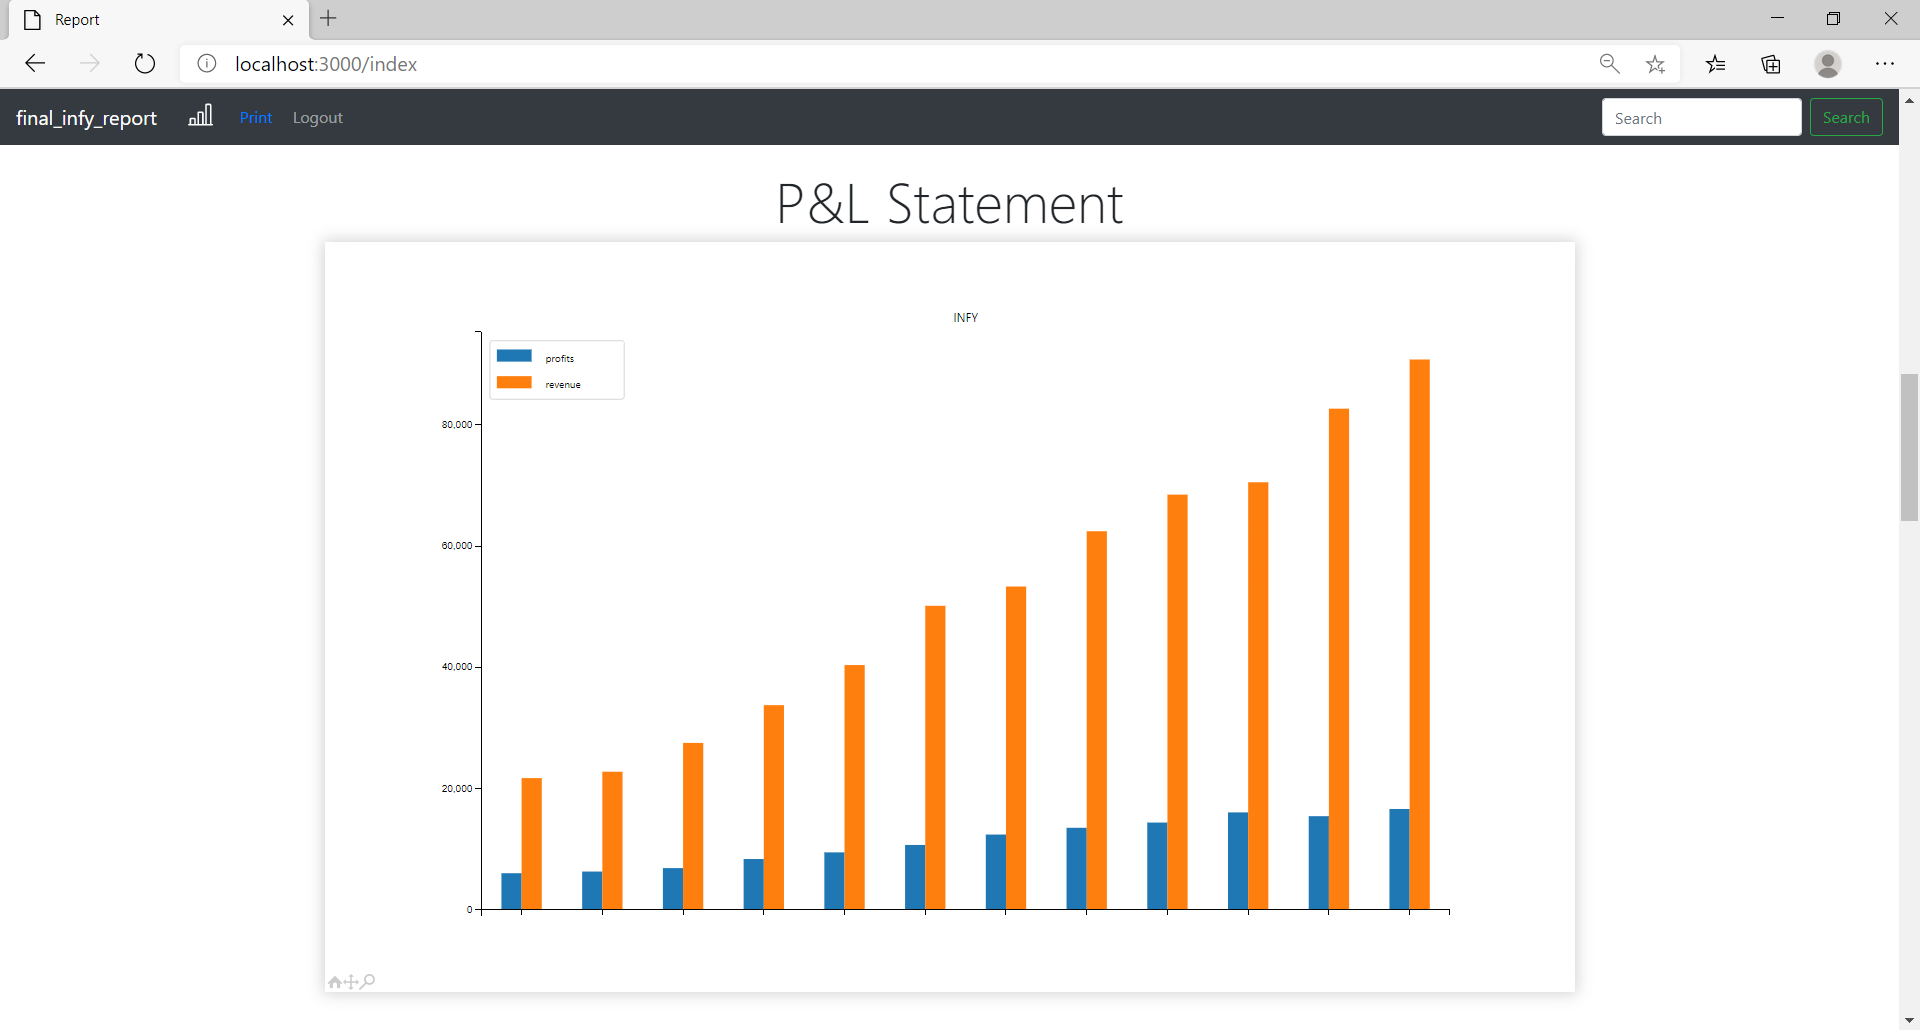 Report
localhost:3000/index
final_infy_report Print Logout Search Search
P&L Statement
INFY
profits
revenue
80,000
60,000
40,000
20,000
0